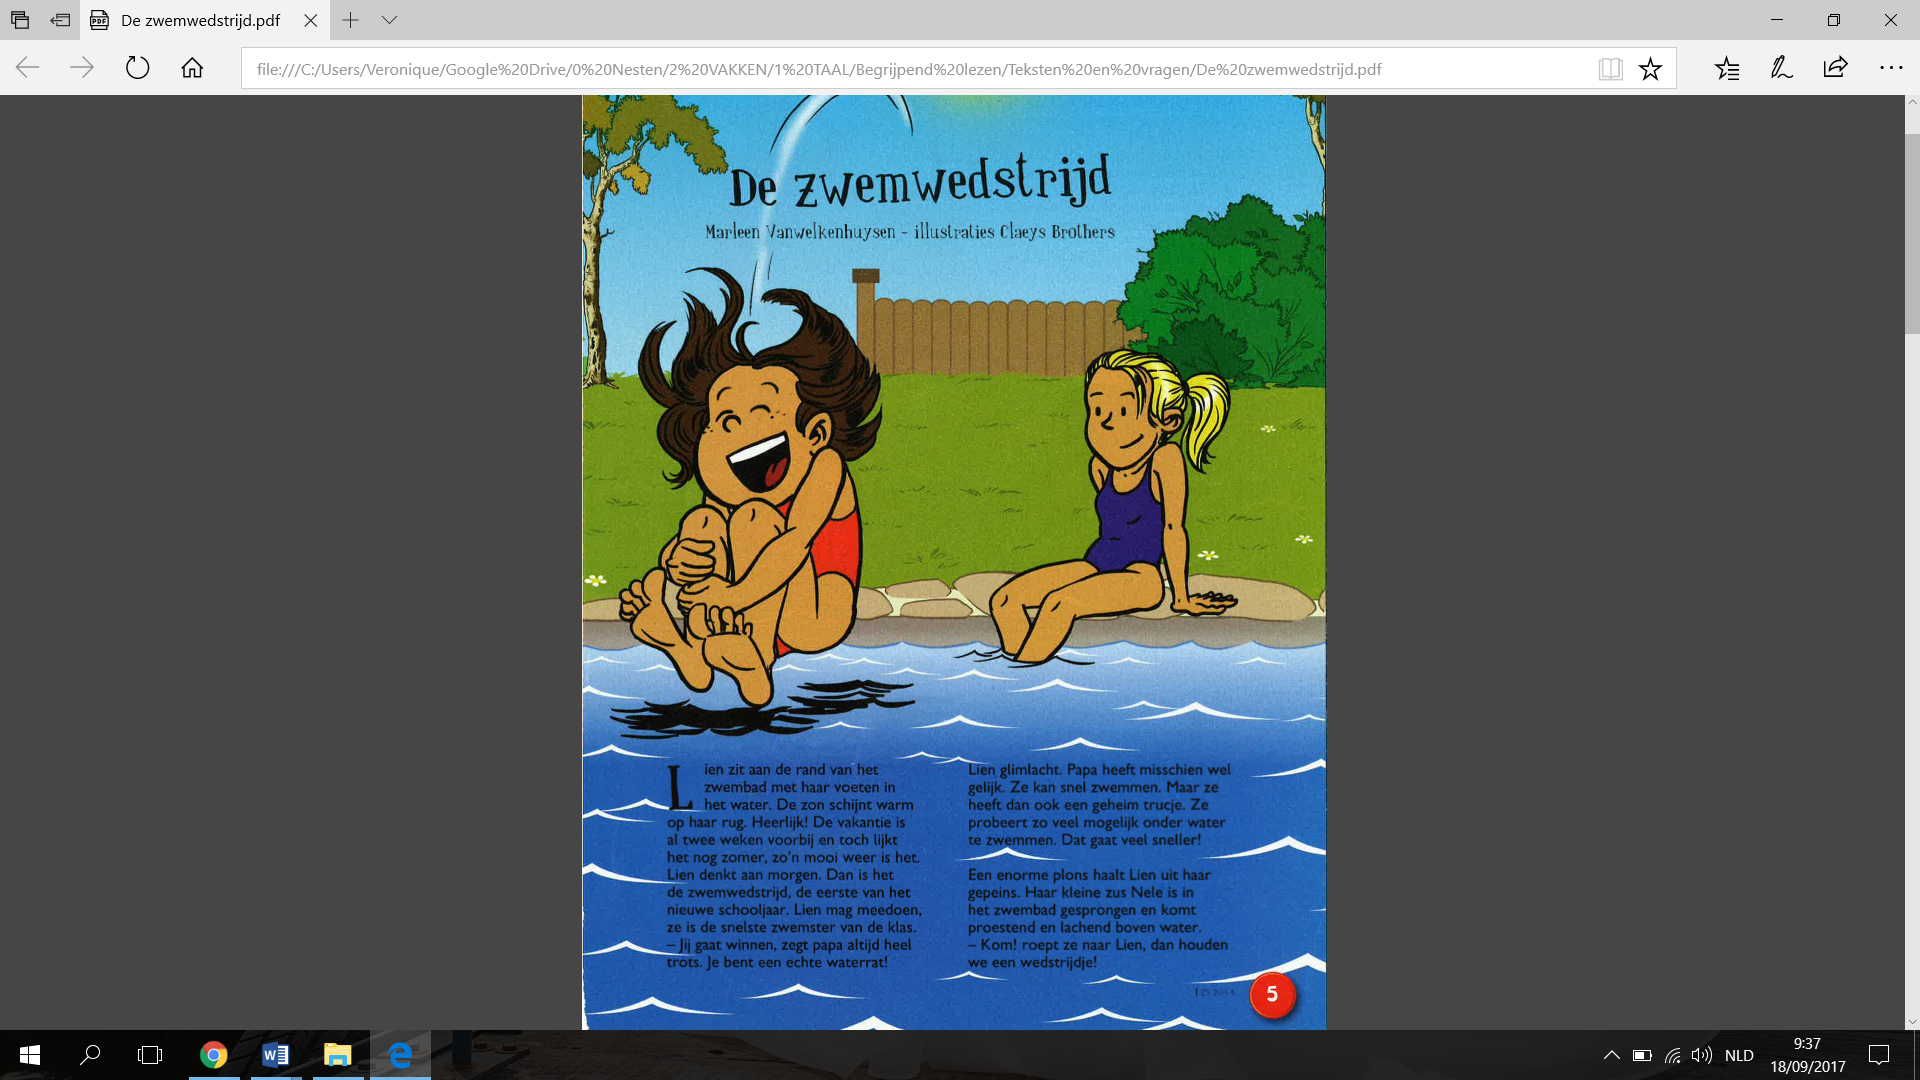 De zwemwedstrijd.pdf
file:///C:/Users/Veronique/Google%20Drive/0%20Nesten/2%20VAKKEN/1%20TAAL/Begrijpend%20lezen/Teksten%20en%20vragen/De%20zwemwedstrijd.pdf
De zwemwedstrijd
Marleen Vanwelkenhuysen - illustraties Claeys Brothers
Lien zit aan de rand van het
zwembad met haar voeten in
het water. De zon schijnt warm
op haar rug. Heerlijk! De vakantie is
al twee weken voorbij en toch lijkt
het nog zomer, zo'n mooi weer is het.
Lien denkt aan morgen. Dan is het
de zwemwedstrijd, de eerste van het
nieuwe schooljaar. Lien mag meedoen,
ze is de snelste zwemster van de klas.
– Jij gaat winnen, zegt papa altijd heel
trots. Je bent een echte waterrat!
Lien glimlacht. Papa heeft misschien wel
gelijk. Ze kan snel zwemmen. Maar ze
heeft dan ook een geheim trucje. Ze
probeert zo veel mogelijk onder water
te zwemmen. Dat gaat veel sneller!
Een enorme plons haalt Lien uit haar
gepeins. Haar kleine zus Nele is in
het zwembad gesprongen en komt
proestend en lachend boven water.
– Kom! roept ze naar Lien, dan houden
we een wedstrijdje!
5
NLD
9:37
18/09/2017